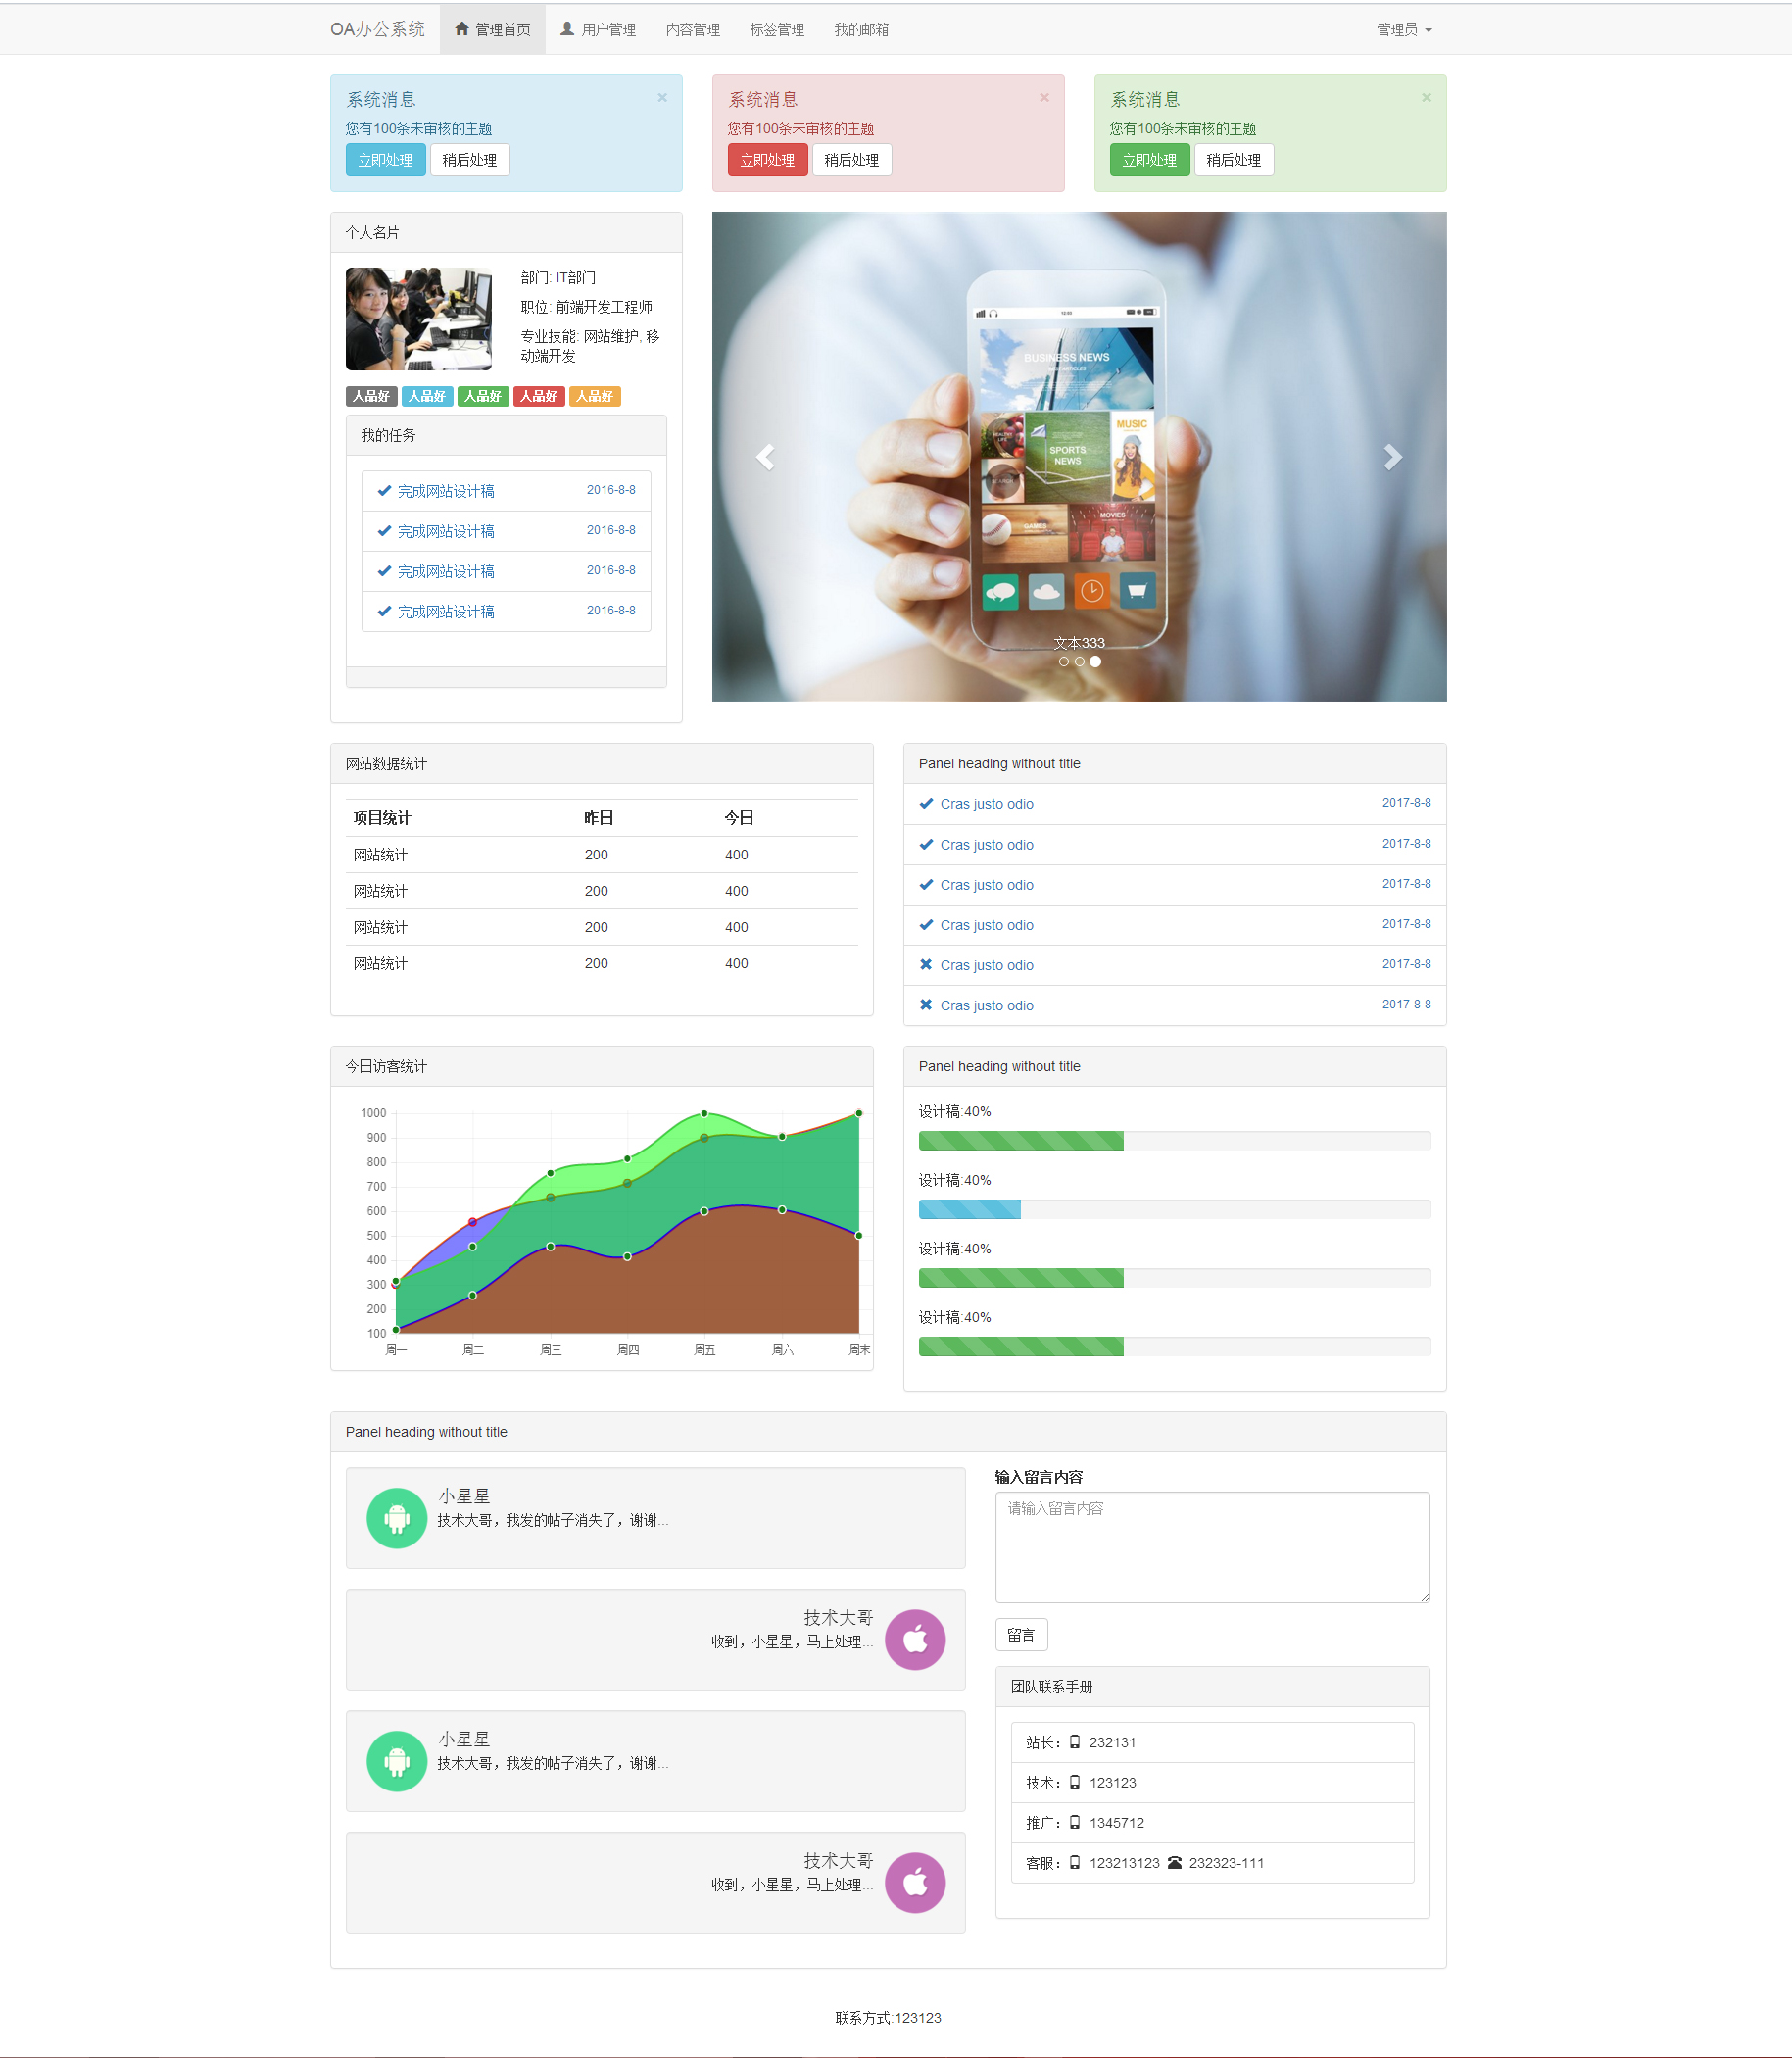 OA办公系统 管理首页 用户管理 内容管理 标签管理 我的邮箱 管理员
系统消息 ×
您有100条未审核的主题
立即处理 稍后处理
系统消息 ×
您有100条未审核的主题
立即处理 稍后处理
系统消息 ×
您有100条未审核的主题
立即处理 稍后处理
个人名片
部门: IT部门
职位: 前端开发工程师
专业技能: 网站维护, 移
动端开发
人品好 人品好 人品好 人品好 人品好
我的任务
完成网站设计稿 2016-8-8
完成网站设计稿 2016-8-8
完成网站设计稿 2016-8-8
完成网站设计稿 2016-8-8
BUSINESS NEWS
MUSIC
SPORTS
NEWS
GAMES
MOVIES
文本333
网站数据统计
项目统计 昨日 今日
网站统计 200 400
网站统计 200 400
网站统计 200 400
网站统计 200 400
Panel heading without title
Cras justo odio 2017-8-8
Cras justo odio 2017-8-8
Cras justo odio 2017-8-8
Cras justo odio 2017-8-8
Cras justo odio 2017-8-8
Cras justo odio 2017-8-8
今日访客统计
1000
900
800
700
600
500
400
300
200
100
周一 周二 周三 周四 周五 周六 周末
Panel heading without title
设计稿:40%
设计稿:40%
设计稿:40%
设计稿:40%
Panel heading without title
小星星
技术大哥，我发的帖子消失了，谢谢...
技术大哥
收到，小星星，马上处理...
小星星
技术大哥，我发的帖子消失了，谢谢...
技术大哥
收到，小星星，马上处理...
输入留言内容
请输入留言内容
留言
团队联系手册
站长： 232131
技术： 123123
推广： 1345712
客服： 123213123 232323-111
联系方式:123123